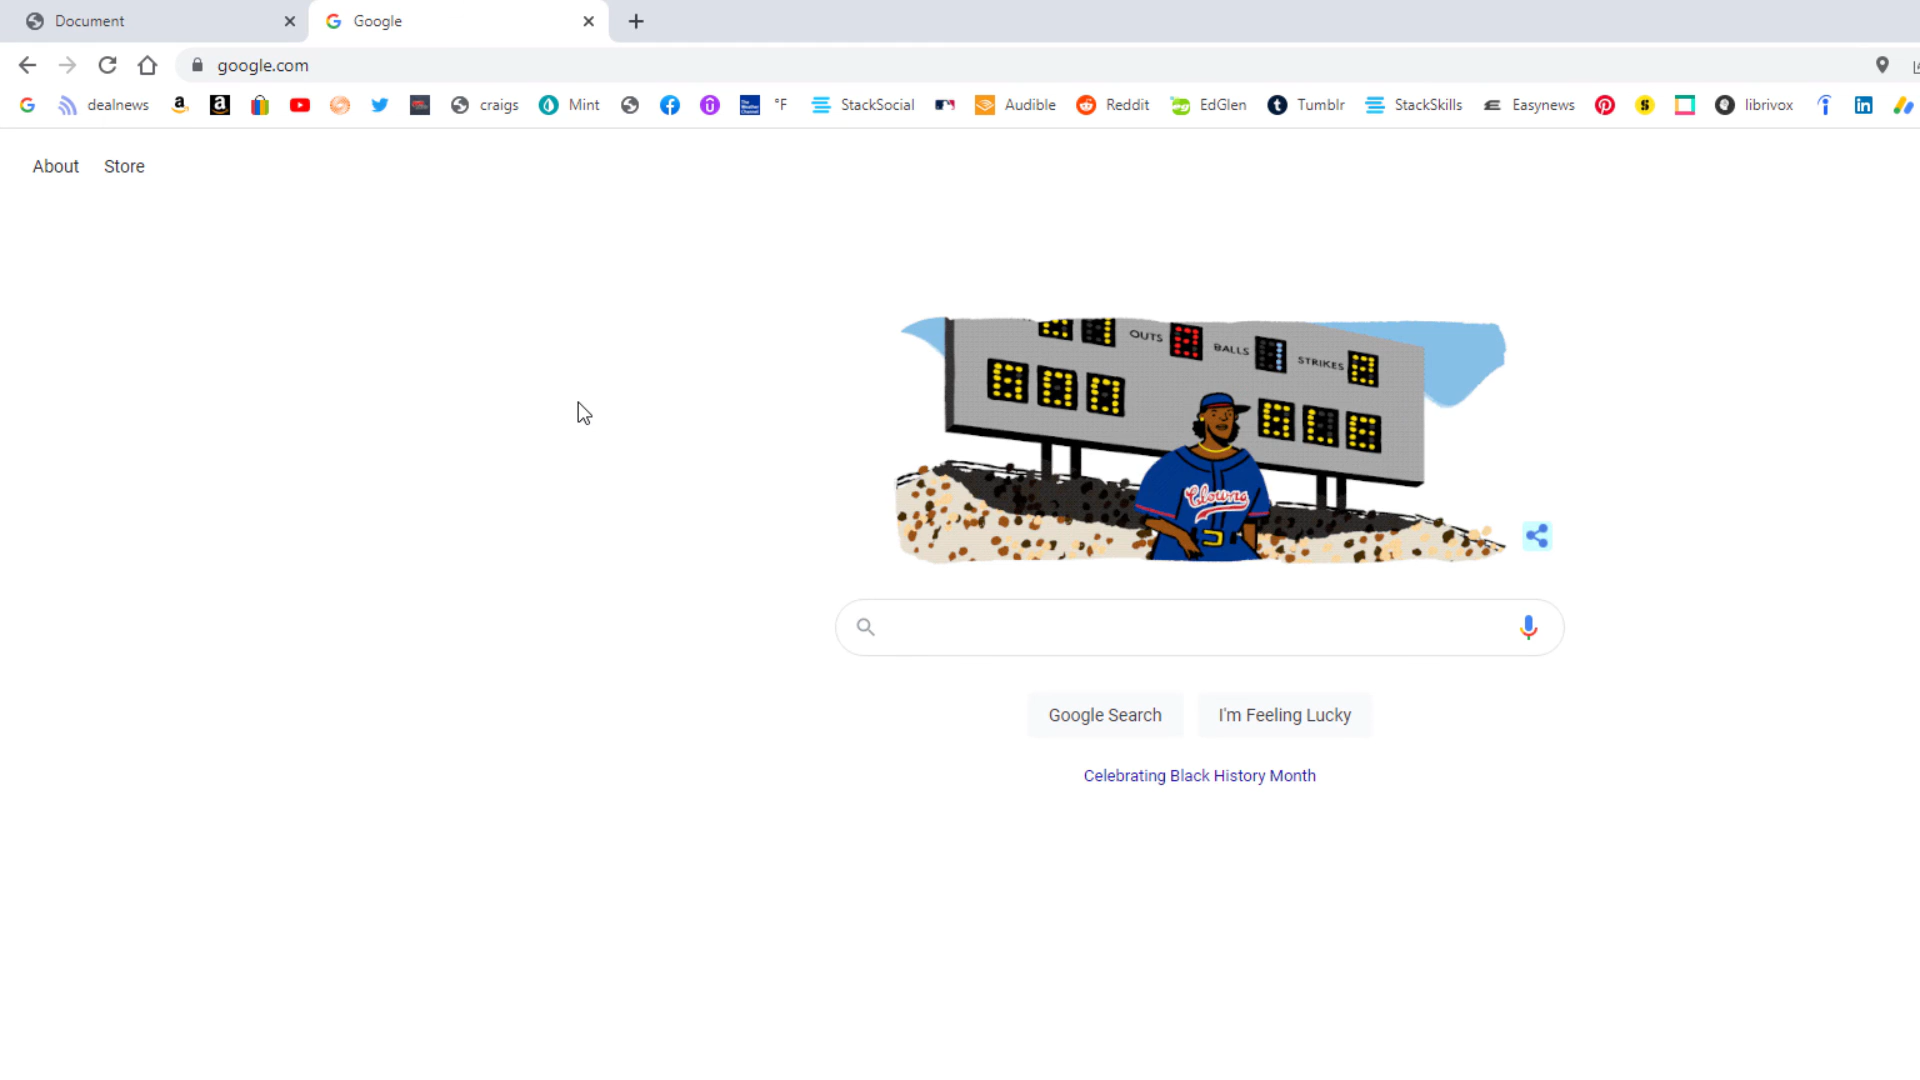 Document
Google
google.com
dealnews craigs Mint °F StackSocial Audible Reddit EdGlen Tumblr StackSkills Easynews librivox
About Store
OUTS BALLS STRIKES
Clowns
Google Search
I'm Feeling Lucky
Celebrating Black History Month